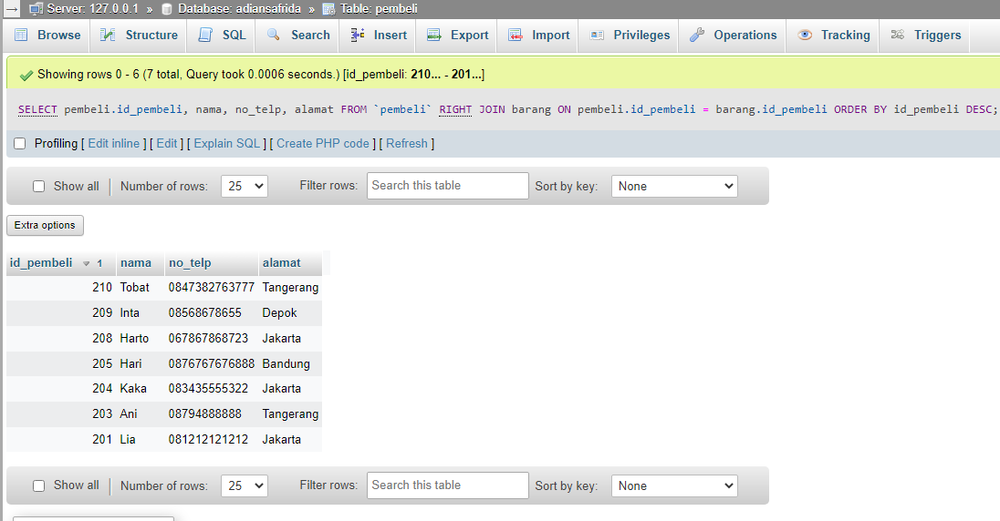 Server: 127.0.0.1 » Database: adiansafrida » Table: pembeli
Browse Structure SQL Search Insert Export Import Privileges Operations Tracking Triggers
Showing rows 0 - 6 (7 total, Query took 0.0006 seconds.) [id_pembeli: 210... - 201...]
SELECT pembeli.id_pembeli, nama, no_telp, alamat FROM `pembeli` RIGHT JOIN barang ON pembeli.id_pembeli = barang.id_pembeli ORDER BY id_pembeli DESC;
Profiling [ Edit inline ] [ Edit ] [ Explain SQL ] [ Create PHP code ] [ Refresh ]
Show all Number of rows: 25 Filter rows: Search this table Sort by key: None
Extra options
id_pembeli 1 nama no_telp alamat
210 Tobat 0847382763777 Tangerang
209 Inta 08568678655 Depok
208 Harto 067867868723 Jakarta
205 Hari 0876767676888 Bandung
204 Kaka 083435555322 Jakarta
203 Ani 08794888888 Tangerang
201 Lia 081212121212 Jakarta
Show all Number of rows: 25 Filter rows: Search this table Sort by key: None